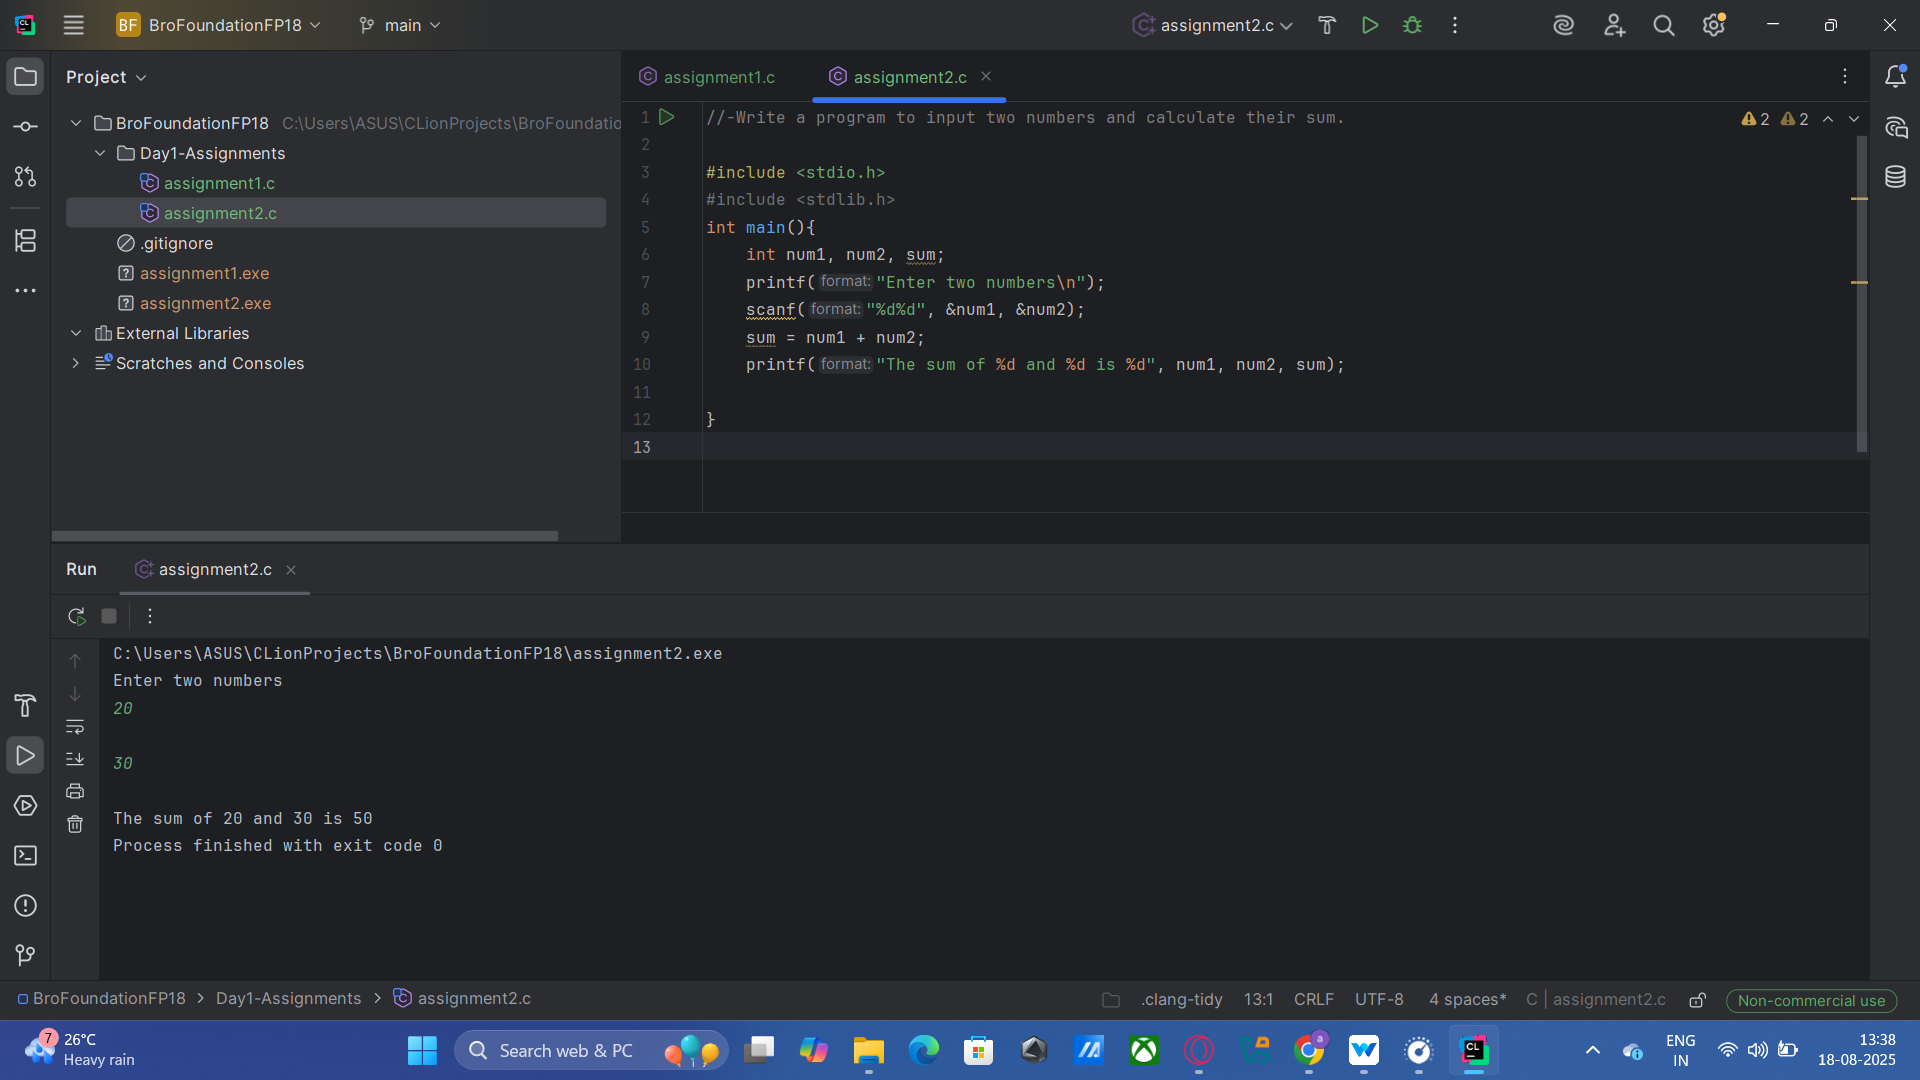 BF BroFoundationFP18 main assignment2.c
Project
assignment1.c assignment2.c
BroFoundationFP18 C:\Users\ASUS\CLionProjects\BroFoundatio
Day1-Assignments
assignment1.c
assignment2.c
.gitignore
assignment1.exe
assignment2.exe
External Libraries
Scratches and Consoles
1 //-Write a program to input two numbers and calculate their sum. 2 2
2
3 #include <stdio.h>
4 #include <stdlib.h>
5 int main(){
6 int num1, num2, sum;
7 printf( format: "Enter two numbers\n");
8 scanf( format: "%d%d", &num1, &num2);
9 sum = num1 + num2;
10 printf( format: "The sum of %d and %d is %d", num1, num2, sum);
11
12 }
13
Run assignment2.c
C:\Users\ASUS\CLionProjects\BroFoundationFP18\assignment2.exe
Enter two numbers
20
30
The sum of 20 and 30 is 50
Process finished with exit code 0
BroFoundationFP18 > Day1-Assignments > assignment2.c .clang-tidy 13:1 CRLF UTF-8 4 spaces* C | assignment2.c Non-commercial use
7 26°C
Heavy rain
Search web & PC
CL
ENG
IN
13:38
18-08-2025